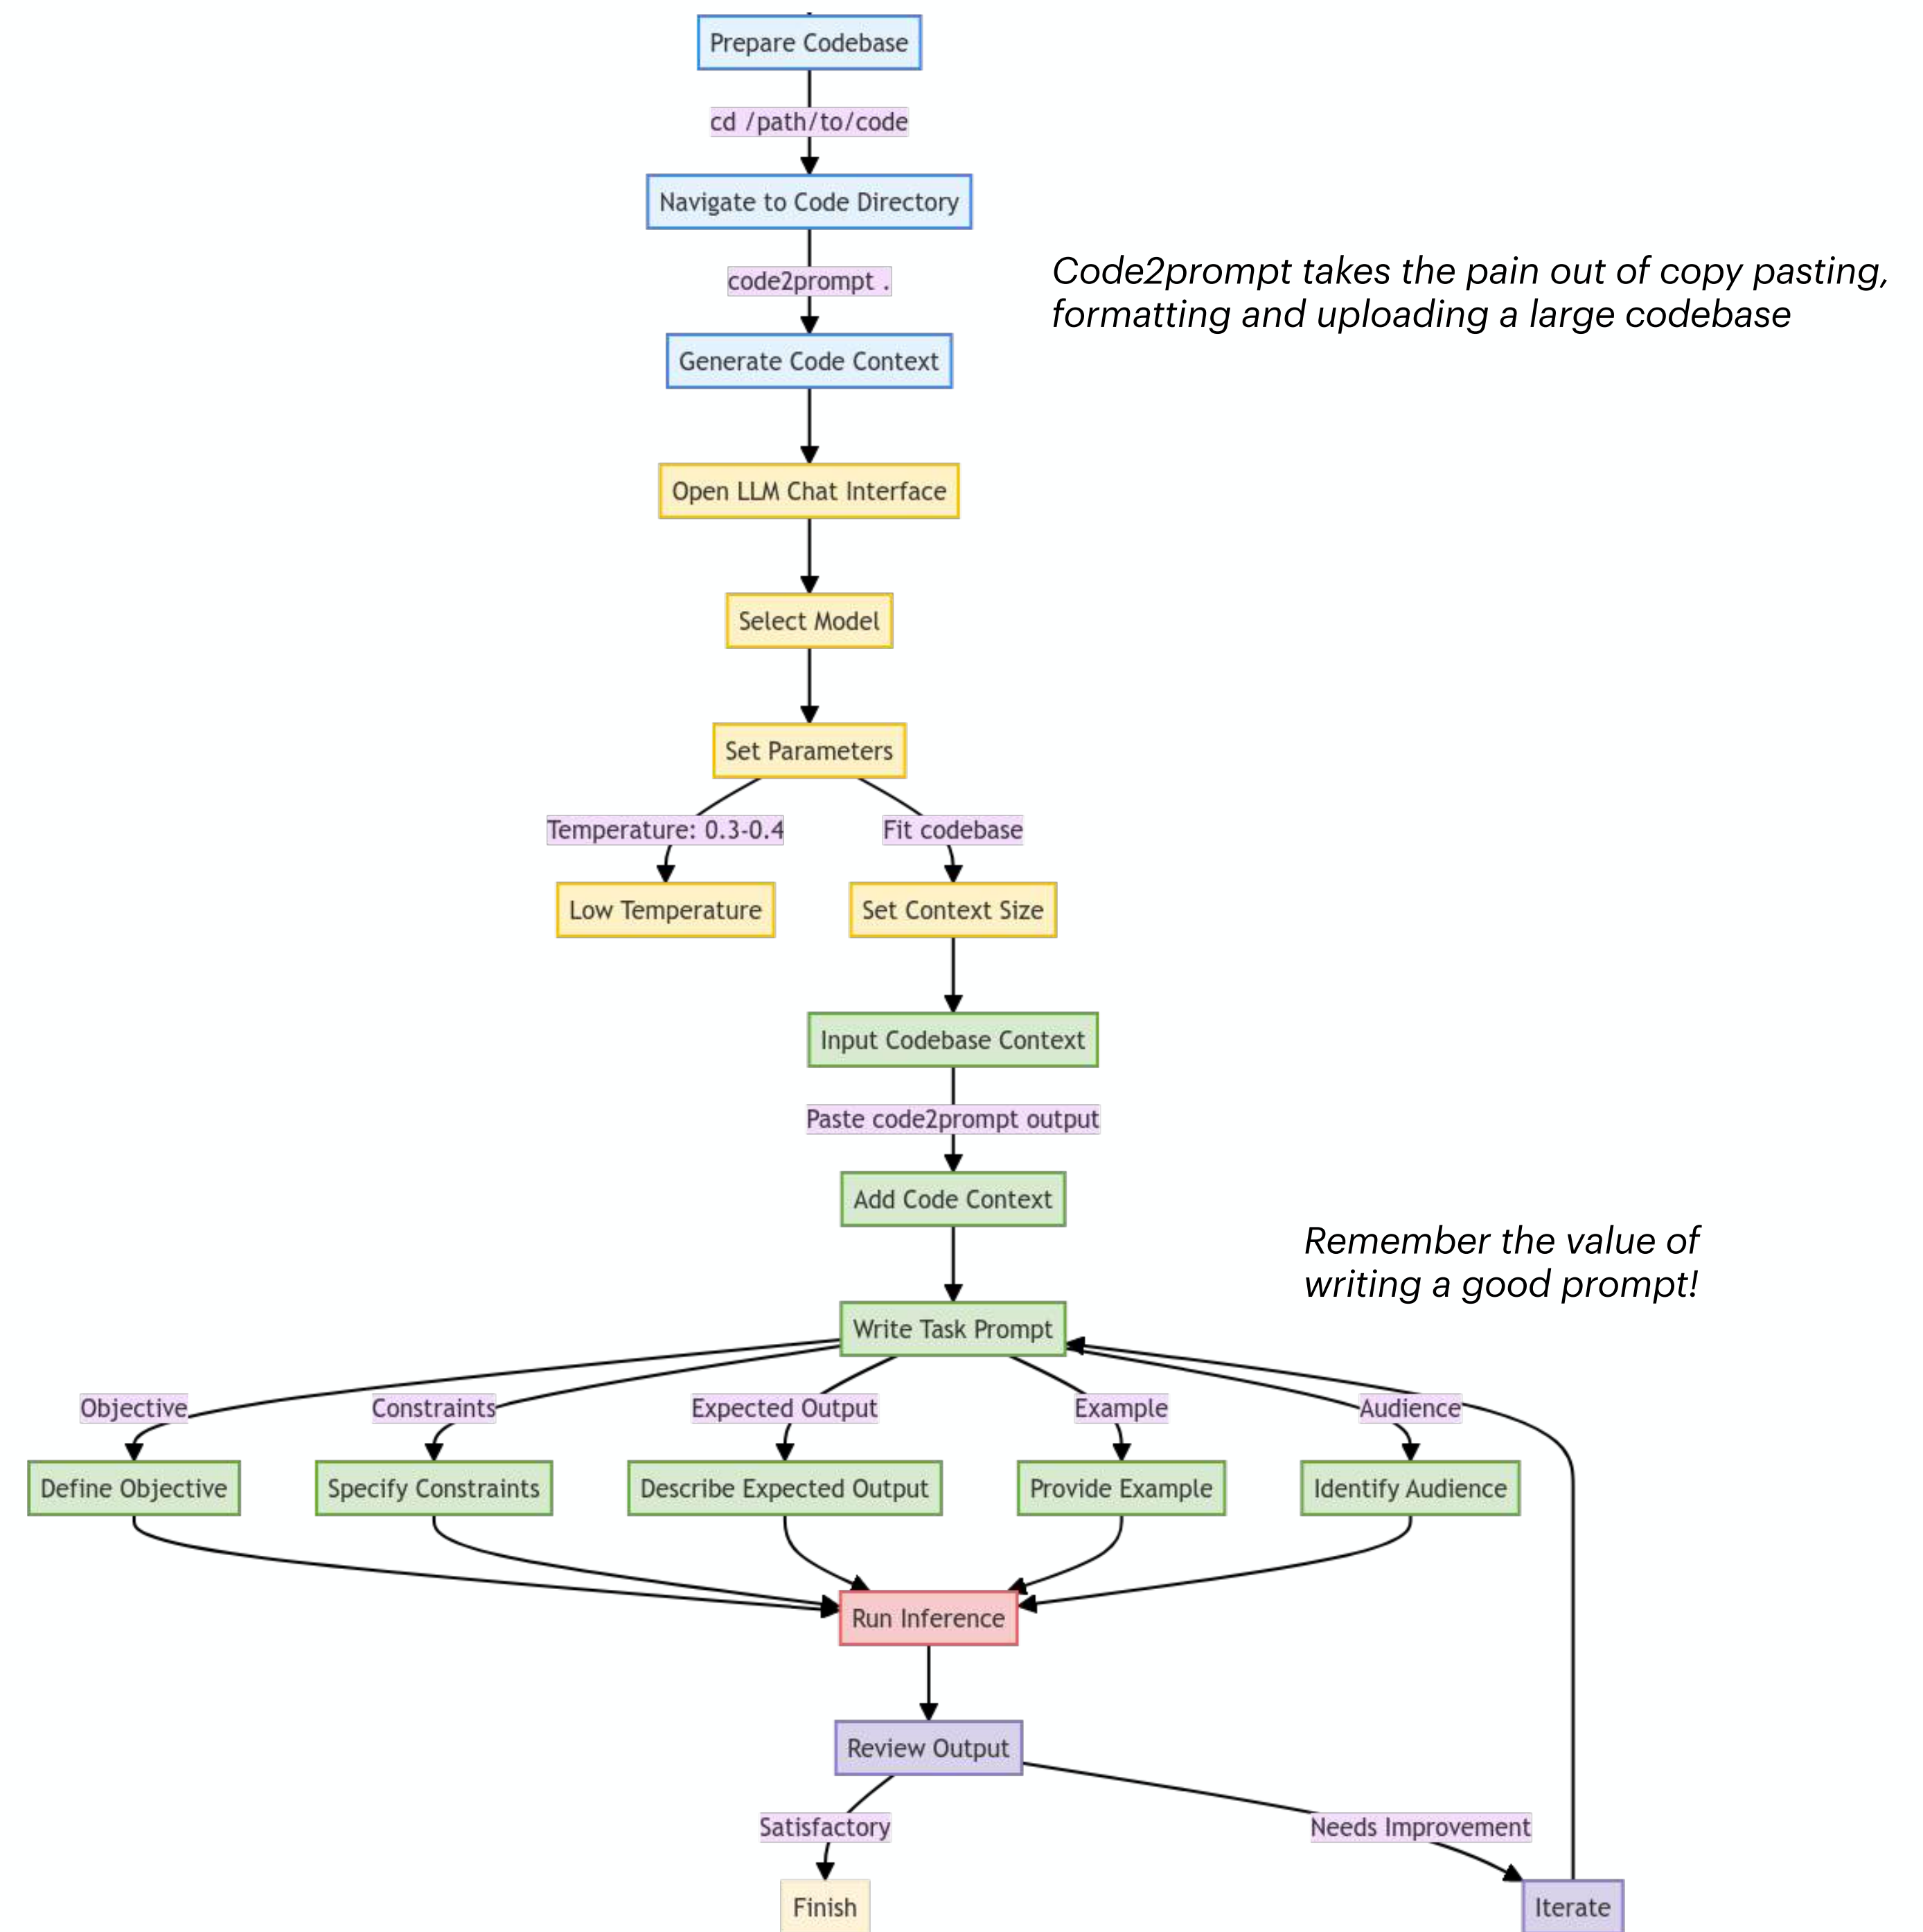 Prepare Codebase
cd /path/to/code
Navigate to Code Directory
code2prompt .
Code2prompt takes the pain out of copy pasting,
formatting and uploading a large codebase
Generate Code Context
Open LLM Chat Interface
Select Model
Set Parameters
Temperature: 0.3-0.4
Fit codebase
Low Temperature
Set Context Size
Input Codebase Context
Paste code2prompt output
Add Code Context
Remember the value of
writing a good prompt!
Write Task Prompt
Objective
Constraints
Expected Output
Example
Audience
Define Objective
Specify Constraints
Describe Expected Output
Provide Example
Identify Audience
Run Inference
Review Output
Satisfactory
Needs Improvement
Finish
Iterate